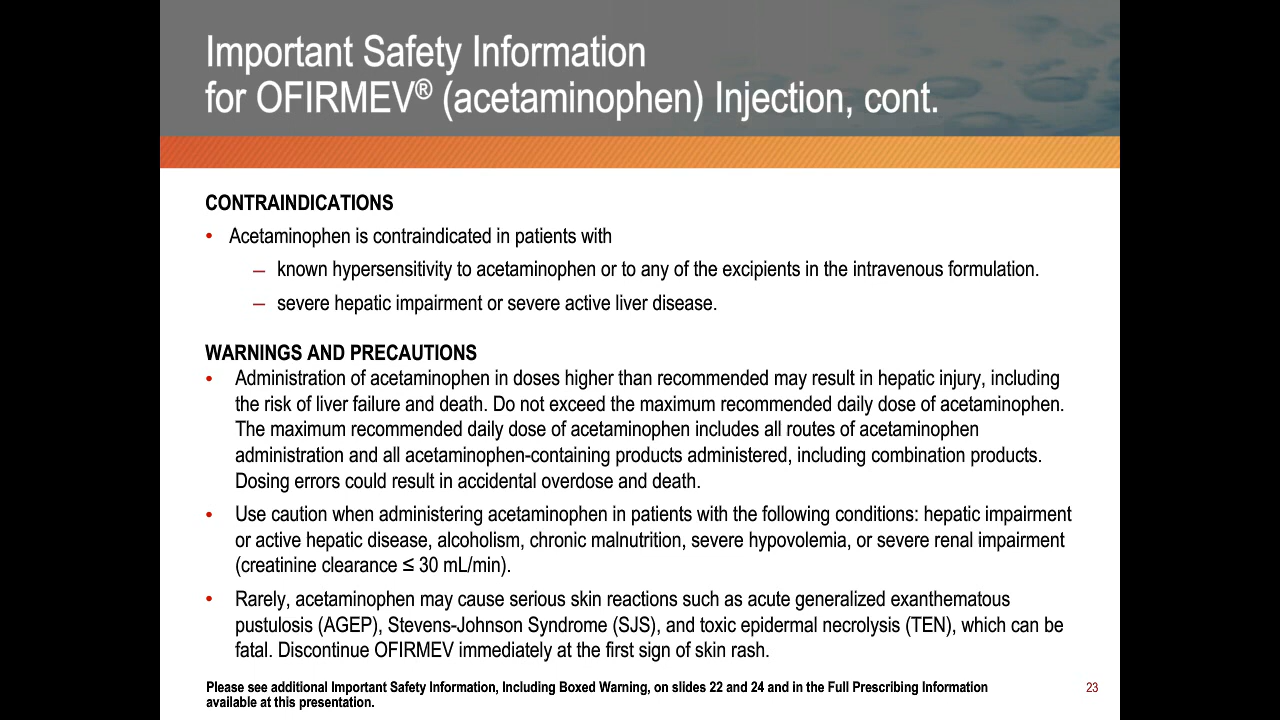 Important Safety Information
for OFIRMEV® (acetaminophen) Injection, cont.
CONTRAINDICATIONS
• Acetaminophen is contraindicated in patients with
– known hypersensitivity to acetaminophen or to any of the excipients in the intravenous formulation.
– severe hepatic impairment or severe active liver disease.
WARNINGS AND PRECAUTIONS
• Administration of acetaminophen in doses higher than recommended may result in hepatic injury, including
the risk of liver failure and death. Do not exceed the maximum recommended daily dose of acetaminophen.
The maximum recommended daily dose of acetaminophen includes all routes of acetaminophen
administration and all acetaminophen-containing products administered, including combination products.
Dosing errors could result in accidental overdose and death.
• Use caution when administering acetaminophen in patients with the following conditions: hepatic impairment
or active hepatic disease, alcoholism, chronic malnutrition, severe hypovolemia, or severe renal impairment
(creatinine clearance ≤ 30 mL/min).
• Rarely, acetaminophen may cause serious skin reactions such as acute generalized exanthematous
pustulosis (AGEP), Stevens-Johnson Syndrome (SJS), and toxic epidermal necrolysis (TEN), which can be
fatal. Discontinue OFIRMEV immediately at the first sign of skin rash.
Please see additional Important Safety Information, Including Boxed Warning, on slides 22 and 24 and in the Full Prescribing Information
available at this presentation.
23